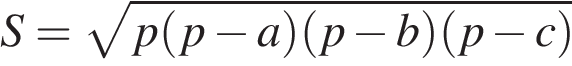 S = √p(p − a)(p − b)(p − c)